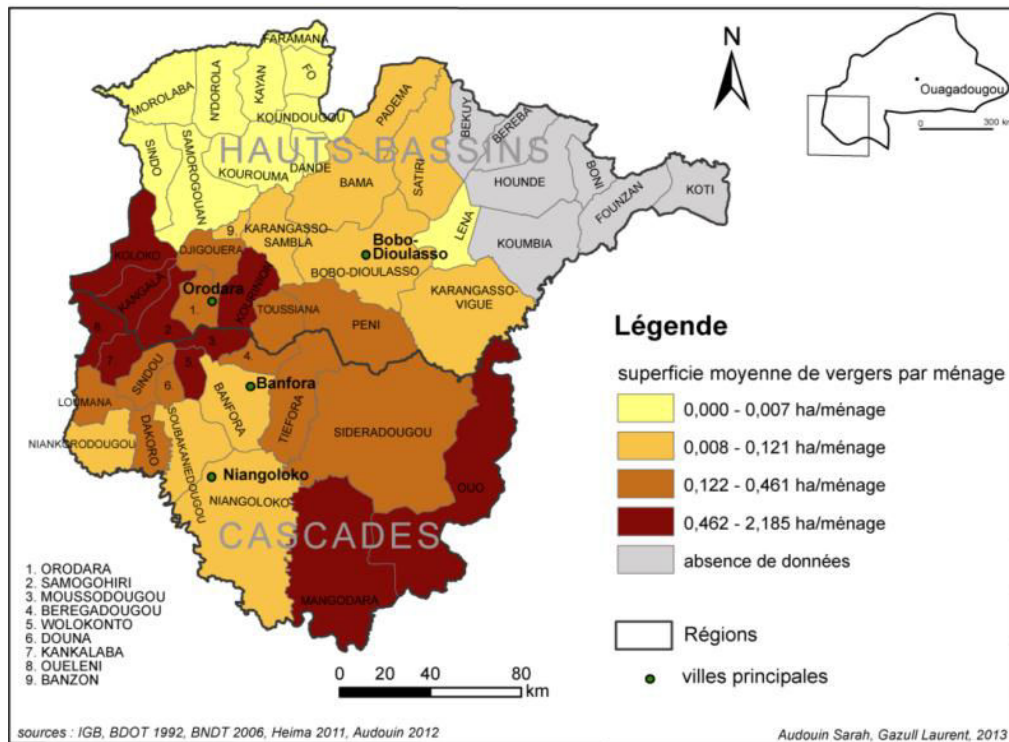 FARAMANA
FO
KAYAN
N'DOROLA
MOROLABA
KOUNDOUGOU
PADEMA
BEKUY
BEREBA
SINDO
SAMOROGOUAN
HAUTS-BASSINS
KOUROUMA
DANDE
BAMA
SATIRI
HOUNDE
BONI
FOUNZAN
KOTI
LENA
KOUMBIA
9.
KARANGASSO-
SAMBLA
Bobo-
Dioulasso
BOBO-DIOULASSO
KOLOKO
DJIGOUERA
KANGALA
Orodara
1.
KOURINION
TOUSSIANA
PENI
KARANGASSO-
VIGUE
8.
2.
3.
7.
5.
4.
SINDOU
6.
Banfora
BANFORA
LOUMANA
TIEFORA
SIDERADOUGOU
NIANKORODOUGOU
DAKORO
SOUBAKANIEDOUGOU
OUO
Niangoloko
NIANGOLOKO
CASCADES
MANGODARA
N
Ouagadougou
0 300 km
Légende
superficie moyenne de vergers par ménage
0,000 - 0,007 ha/ménage
0,008 - 0,121 ha/ménage
0,122 - 0,461 ha/ménage
0,462 - 2,185 ha/ménage
absence de données
Régions
villes principales
1. ORODARA
2. SAMOGOHIRI
3. MOUSSODOUGOU
4. BEREGADOUGOU
5. WOLOKONTO
6. DOUNA
7. KANKALABA
8. OUELENI
9. BANZON
0 20 40 80
km
sources : IGB, BDOT 1992, BNDT 2006, Heima 2011, Audouin 2012
Audouin Sarah, Gazull Laurent, 2013